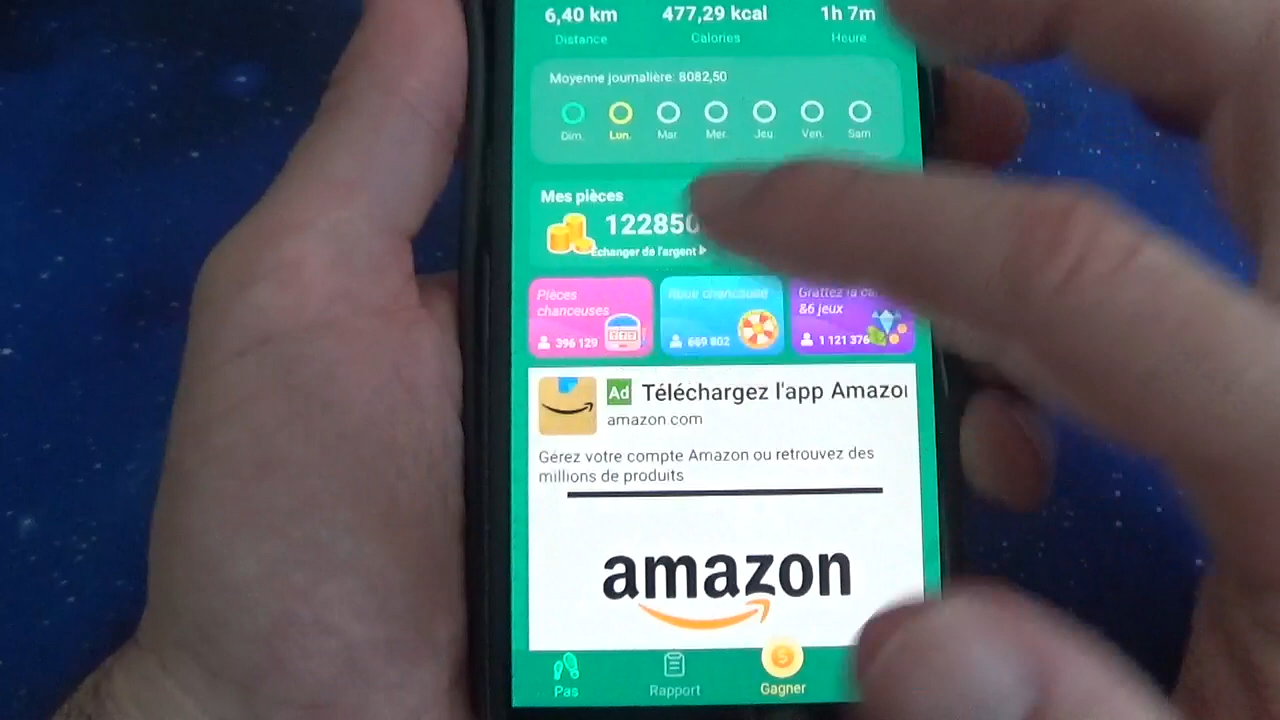 6,40 km 477,29 kcal 1h 7m
Distance Calories Heure
Moyenne journalière: 8082,50
Dim. Lun. Mar Mer. Jeu Ven. Sam
Mes pièces
122850
Échanger de l'argent
Pièces
chanceuses
396 129
Roue chanceuse
669 802
Grattez la
&6 jeux
1 121 376
Ad Téléchargez l'app Amazon
amazon.com
Gérez votre compte Amazon ou retrouvez des
millions de produits
amazon
Pas Rapport Gagner